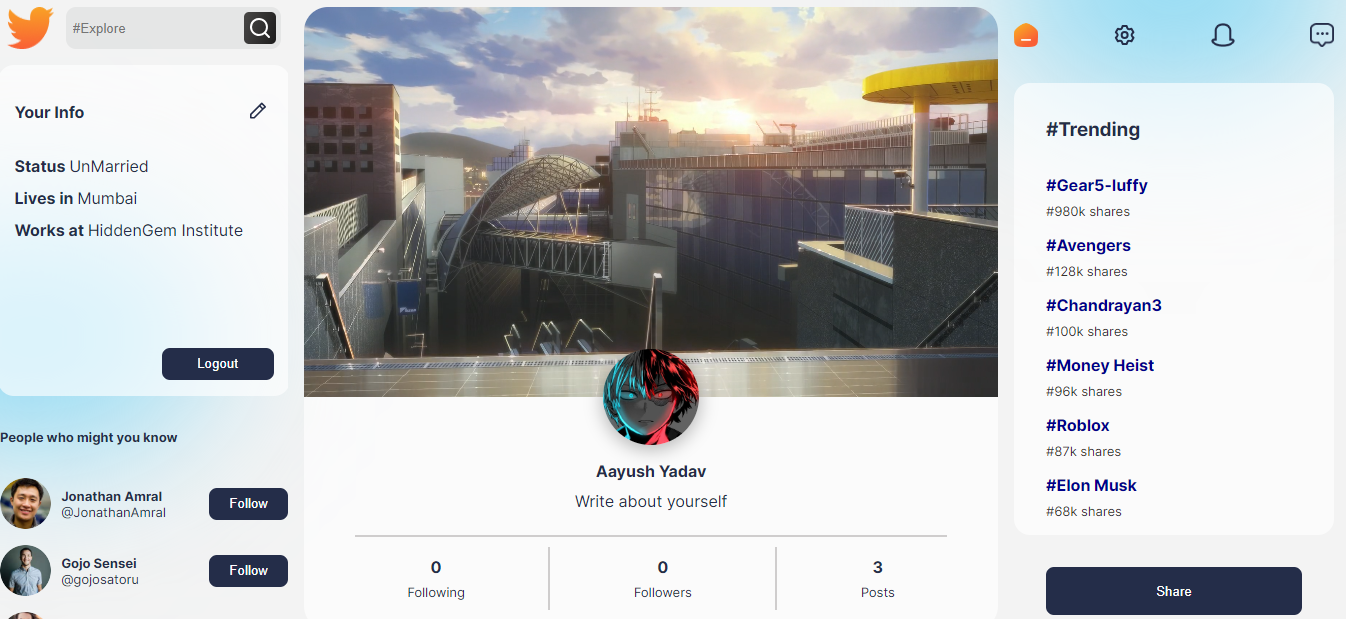 #Explore
Your Info
Status UnMarried
Lives in Mumbai
Works at HiddenGem Institute
Logout
People who might you know
Jonathan Amral
@JonathanAmral
Follow
Gojo Sensei
@gojosatoru
Follow
Aayush Yadav
Write about yourself
0
Following
0
Followers
3
Posts
#Trending
#Gear5-luffy
#980k shares
#Avengers
#128k shares
#Chandrayan3
#100k shares
#Money Heist
#96k shares
#Roblox
#87k shares
#Elon Musk
#68k shares
Share